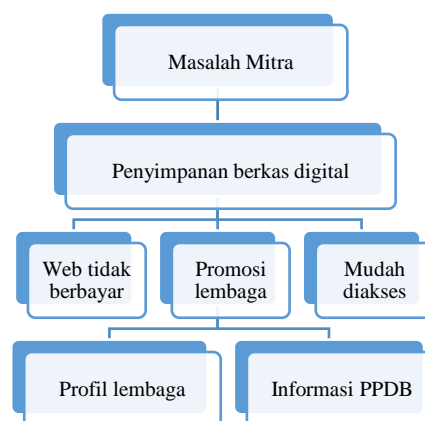 Masalah Mitra
Penyimpanan berkas digital
Web tidak
berbayar
Promosi
lembaga
Mudah
diakses
Profil lembaga
Informasi PPDB